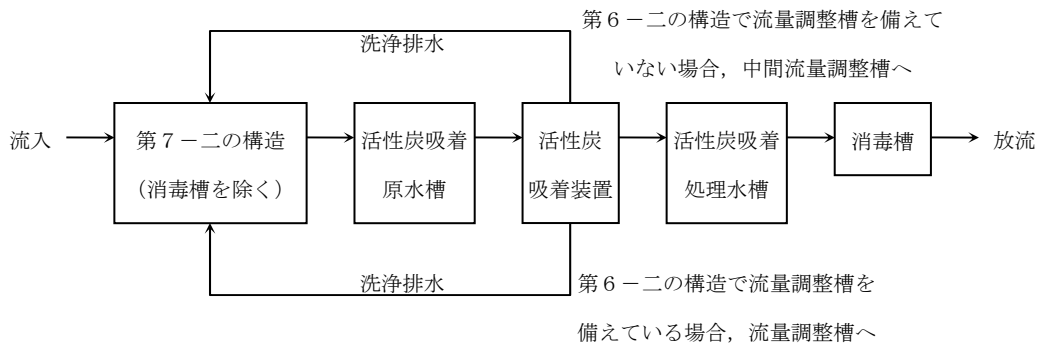 第６－二の構造で流量調整槽を備えて
いない場合，中間流量調整槽へ
洗浄排水
流入
第７－二の構造
（消毒槽を除く）
活性炭吸着
原水槽
活性炭
吸着装置
活性炭吸着
処理水槽
消毒槽
放流
洗浄排水
第６－二の構造で流量調整槽を
備えている場合，流量調整槽へ